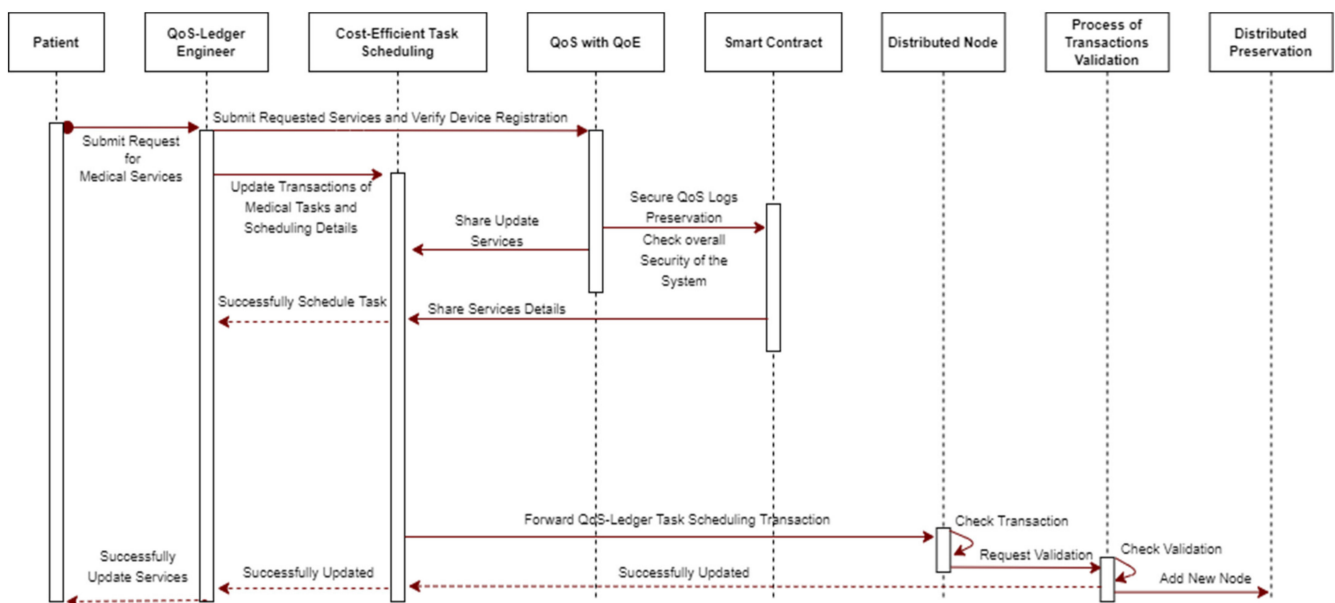 Patient
QoS-Ledger
Engineer
Cost-Efficient Task
Scheduling
QoS with QoE
Smart Contract
Distributed Node
Process of
Transactions
Validation
Distributed
Preservation
Submit Request
for
Medical Services
Submit Requested Services and Verify Device Registration
Update Transactions of
Medical Tasks and
Scheduling Details
Share Update
Services
Secure QoS Logs
Preservation
Check overall
Security of the
System
Successfully Schedule Task
Share Services Details
Forward QoS-Ledger Task Scheduling Transaction
Check Transaction
Request Validation
Check Validation
Add New Node
Successfully Updated
Successfully Updated
Successfully
Update Services